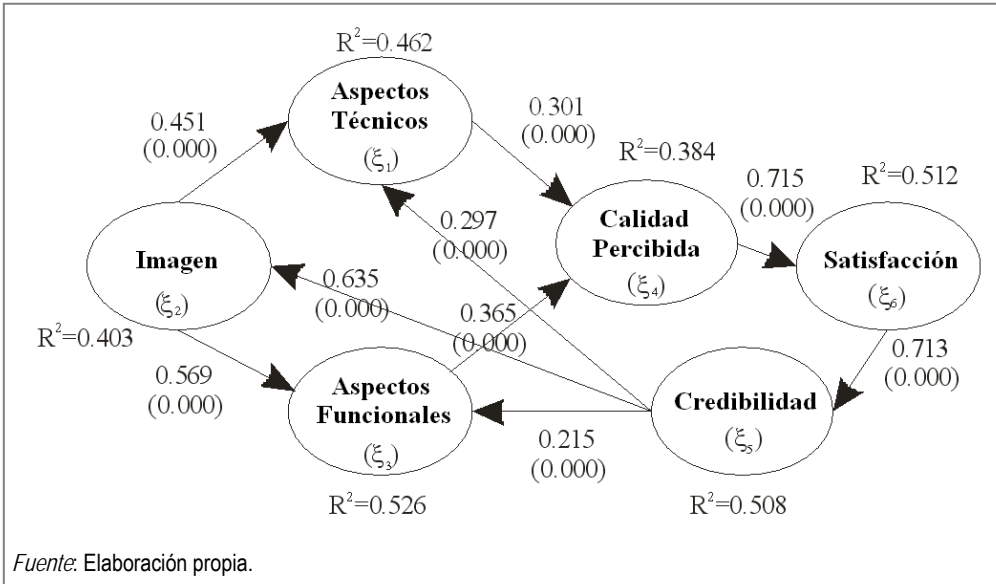 R²=0.462
Aspectos
Técnicos
(ξ₁)
0.451
(0.000)
0.301
(0.000)
R²=0.384
0.715
(0.000)
R²=0.512
Calidad
Percibida
(ξ₄)
0.297
(0.000)
Imagen
(ξ₂)
R²=0.403
Satisfacción
(ξ₆)
0.635
(0.000)
0.365
(0.000)
0.713
(0.000)
0.569
(0.000)
Aspectos
Funcionales
(ξ₃)
R²=0.526
Credibilidad
(ξ₅)
0.215
(0.000)
R²=0.508
Fuente: Elaboración propia.